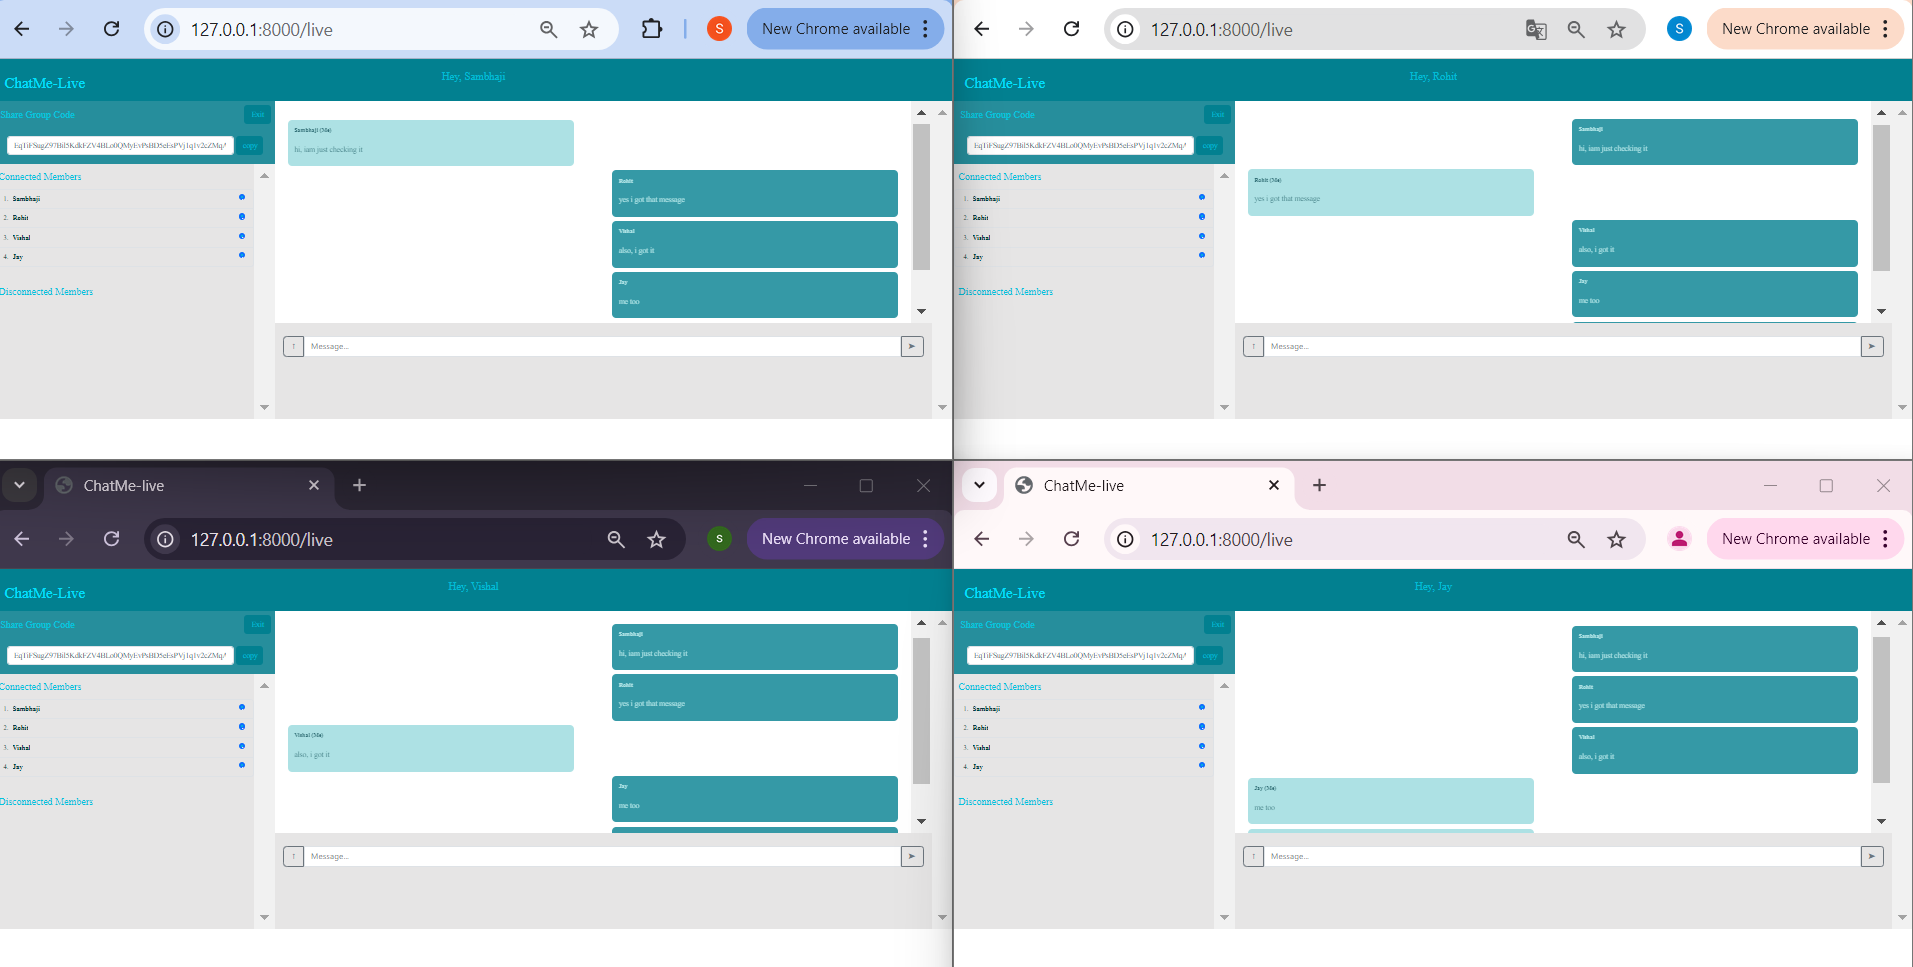 127.0.0.1:8000/live
New Chrome available
ChatMe-Live
Hey, Sambhaji
Share Group Code
Exit
copy
Connected Members
1. Sambhaji
2. Rohit
3. Vishal
4. Jay
Disconnected Members
Sambhaji (Me)
hi, iam just checking it
Rohit
yes i got that message
Vishal
also, i got it
Jay
me too
↑ Message... ➤
127.0.0.1:8000/live
New Chrome available
ChatMe-Live
Hey, Rohit
Share Group Code
Exit
copy
Connected Members
1. Sambhaji
2. Rohit
3. Vishal
4. Jay
Disconnected Members
Sambhaji
hi, iam just checking it
Rohit (Me)
yes i got that message
Vishal
also, i got it
Jay
me too
↑ Message... ➤
ChatMe-live
127.0.0.1:8000/live
New Chrome available
ChatMe-Live
Hey, Vishal
Share Group Code
Exit
copy
Connected Members
1. Sambhaji
2. Rohit
3. Vishal
4. Jay
Disconnected Members
Sambhaji
hi, iam just checking it
Rohit
yes i got that message
Vishal (Me)
also, i got it
Jay
me too
↑ Message... ➤
ChatMe-live
127.0.0.1:8000/live
New Chrome available
ChatMe-Live
Hey, Jay
Share Group Code
Exit
copy
Connected Members
1. Sambhaji
2. Rohit
3. Vishal
4. Jay
Disconnected Members
Sambhaji
hi, iam just checking it
Rohit
yes i got that message
Vishal
also, i got it
Jay (Me)
me too
↑ Message... ➤